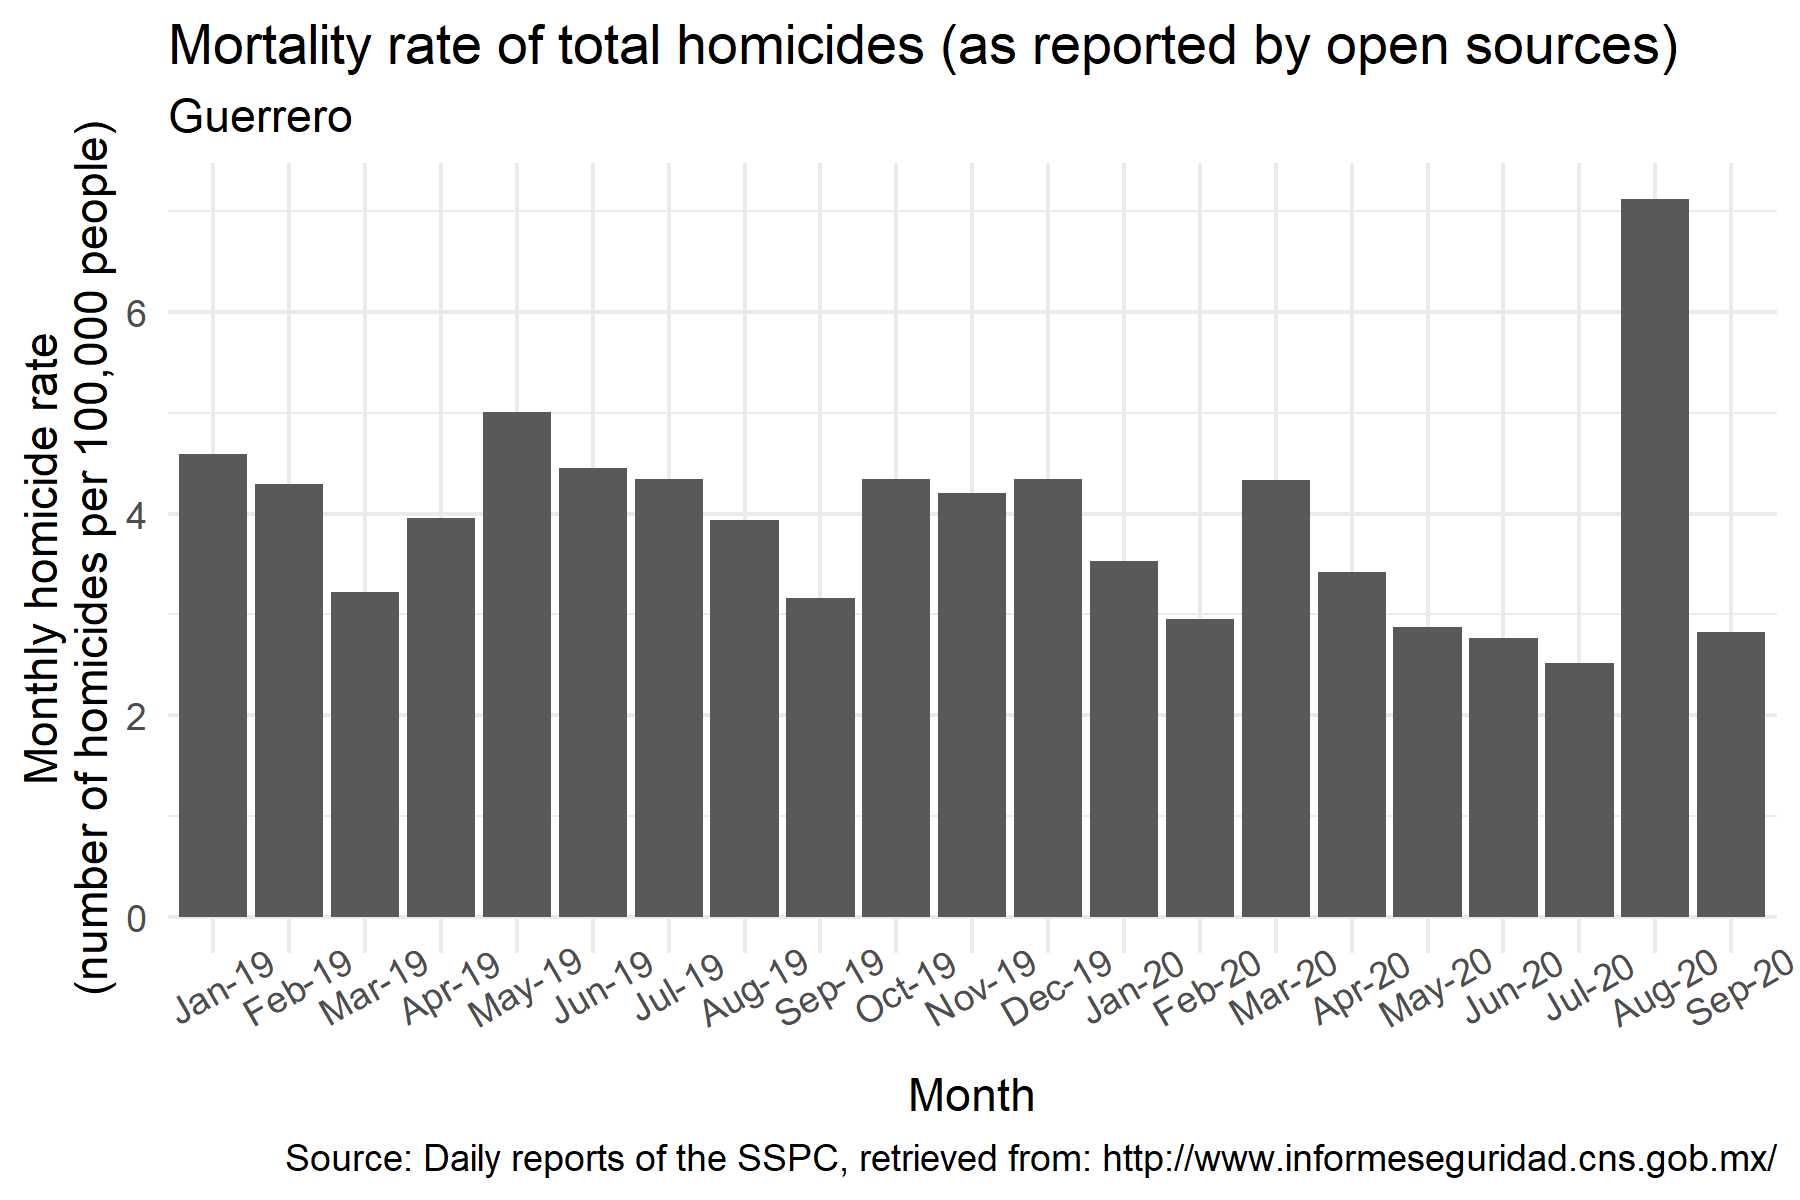 Mortality rate of total homicides (as reported by open sources)
Guerrero
Monthly homicide rate
(number of homicides per 100,000 people)
6
4
2
0
Jan-19
Feb-19
Mar-19
Apr-19
May-19
Jun-19
Jul-19
Aug-19
Sep-19
Oct-19
Nov-19
Dec-19
Jan-20
Feb-20
Mar-20
Apr-20
May-20
Jun-20
Jul-20
Aug-20
Sep-20
Month
Source: Daily reports of the SSPC, retrieved from: http://www.informeseguridad.cns.gob.mx/